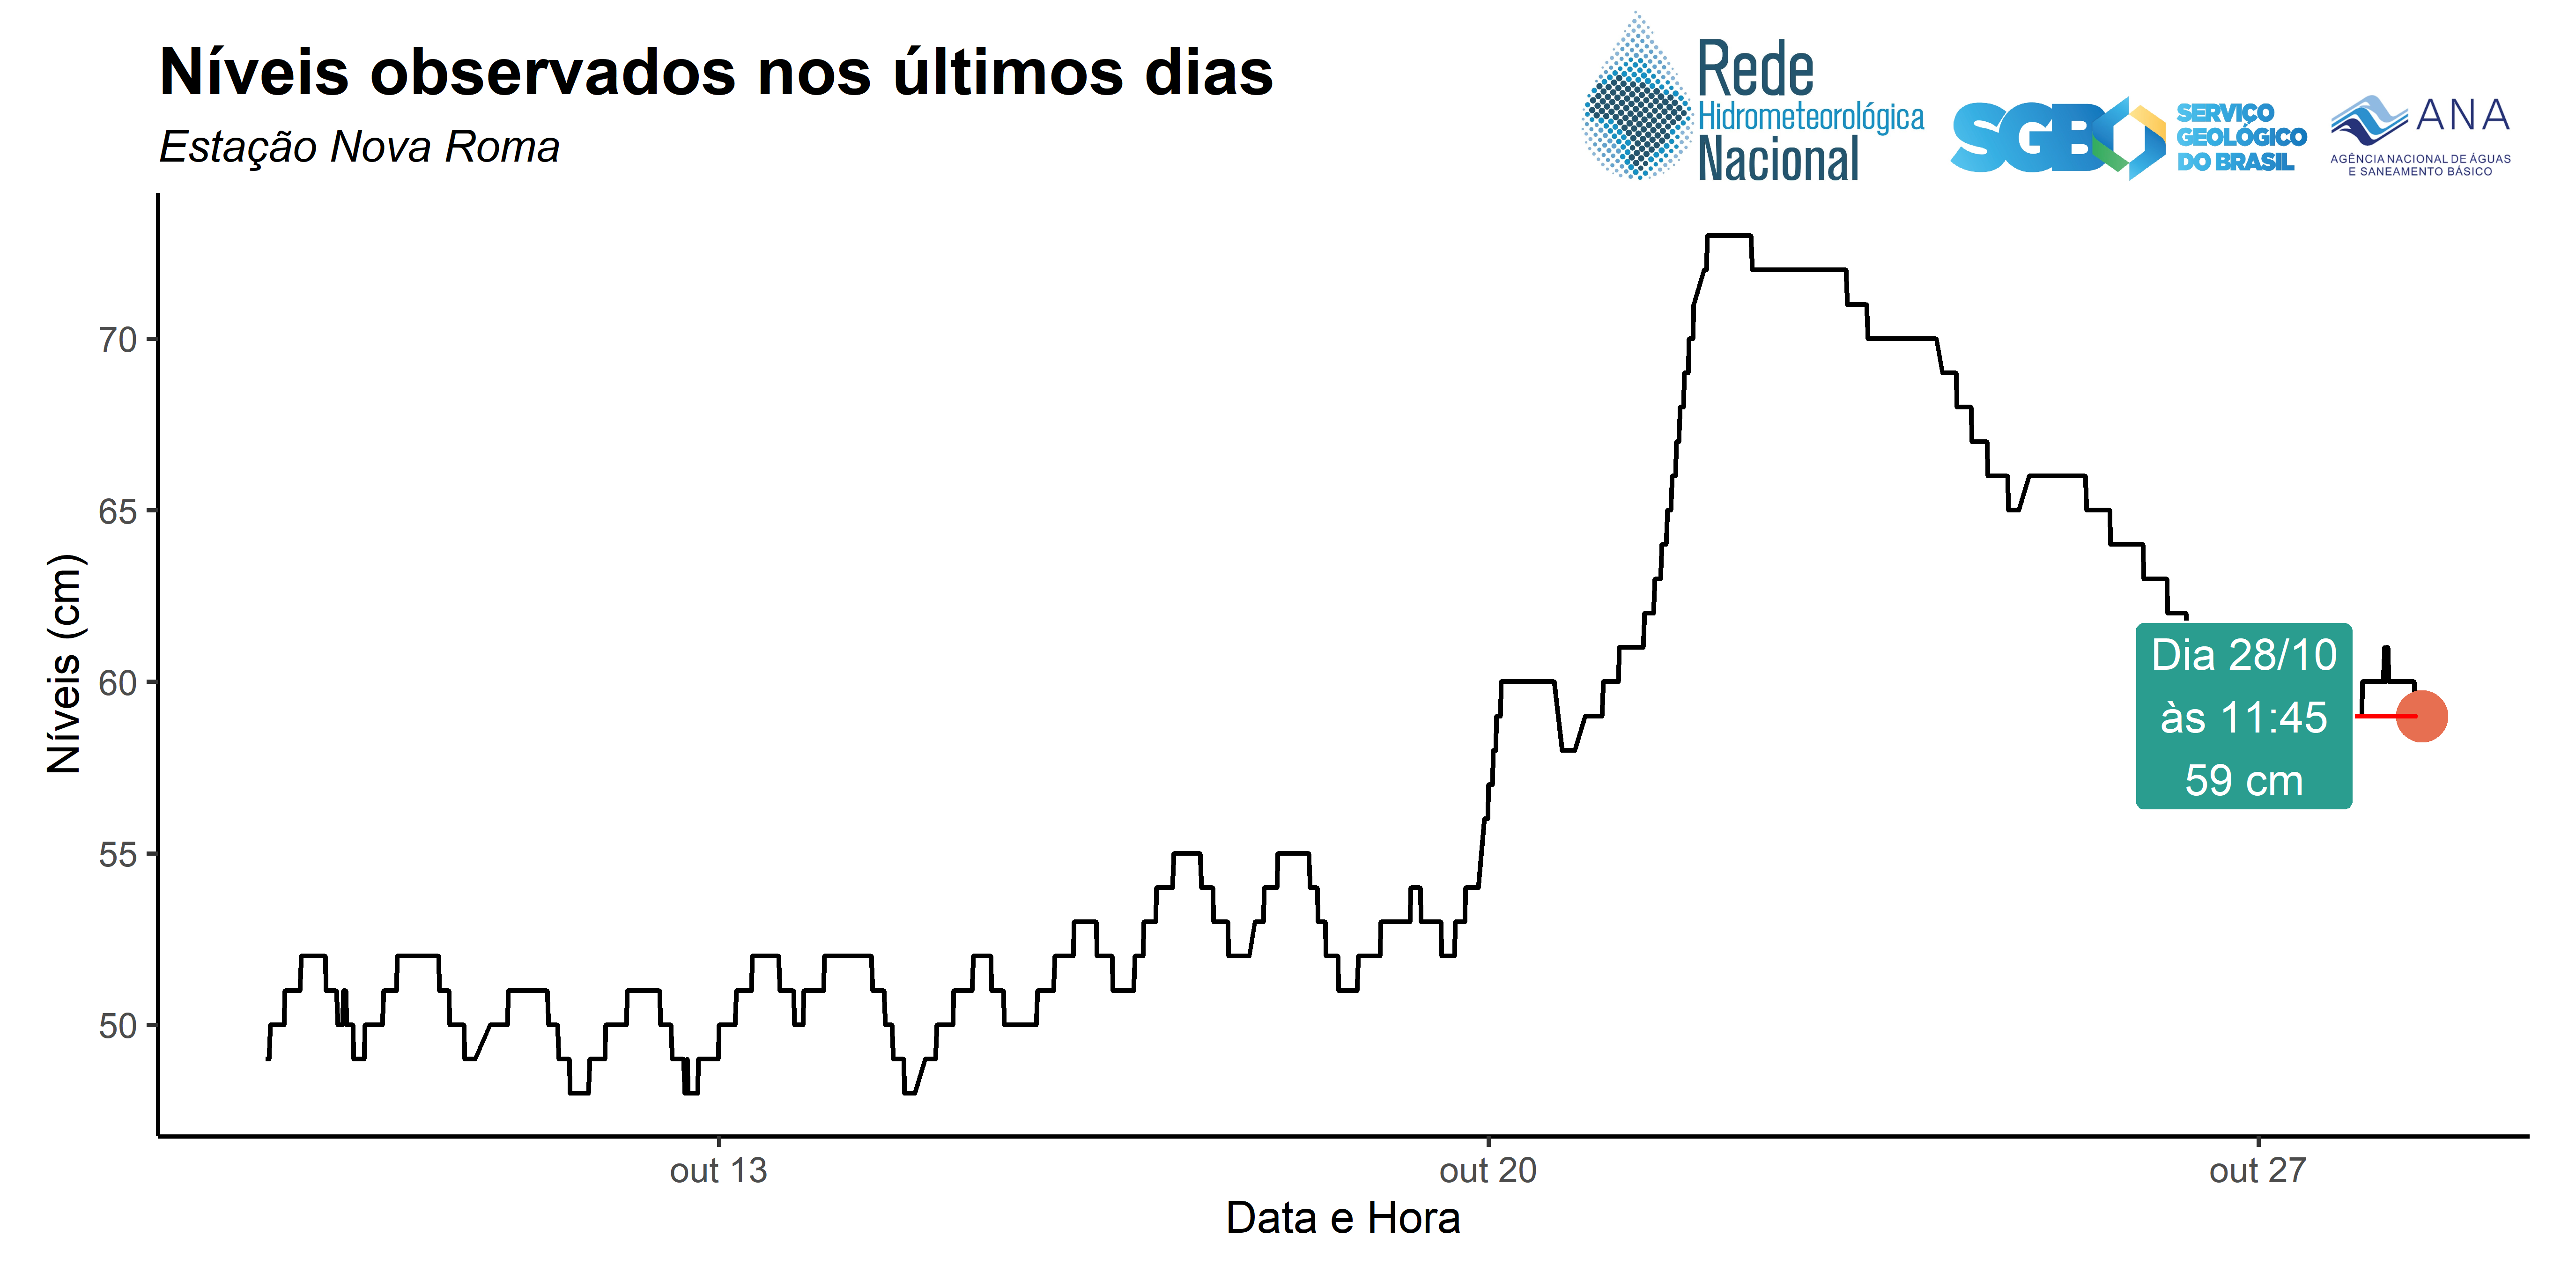 Níveis observados nos últimos dias
Estação Nova Roma
Rede
Hidrometeorológica
Nacional
SGB
SERVIÇO
GEOLÓGICO
DO BRASIL
ANA
AGÊNCIA NACIONAL DE ÁGUAS
E SANEAMENTO BÁSICO
Níveis (cm)
70
65
60
55
50
Dia 28/10
às 11:45
59 cm
out 13
out 20
out 27
Data e Hora